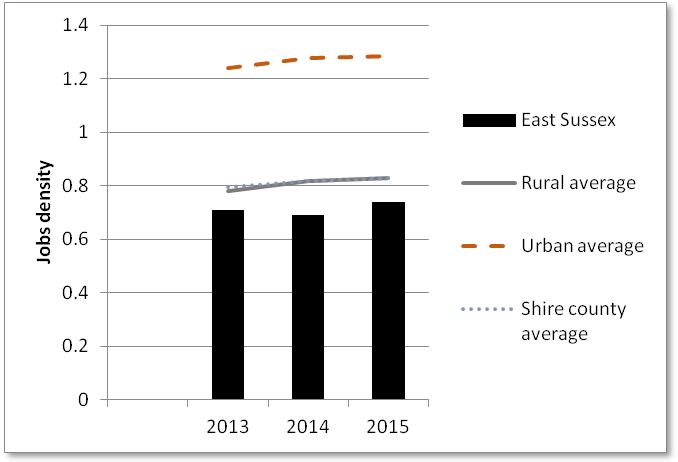 1.4
1.2
1
0.8
0.6
0.4
0.2
0
Jobs density
2013 2014 2015
East Sussex
Rural average
Urban average
Shire county
average